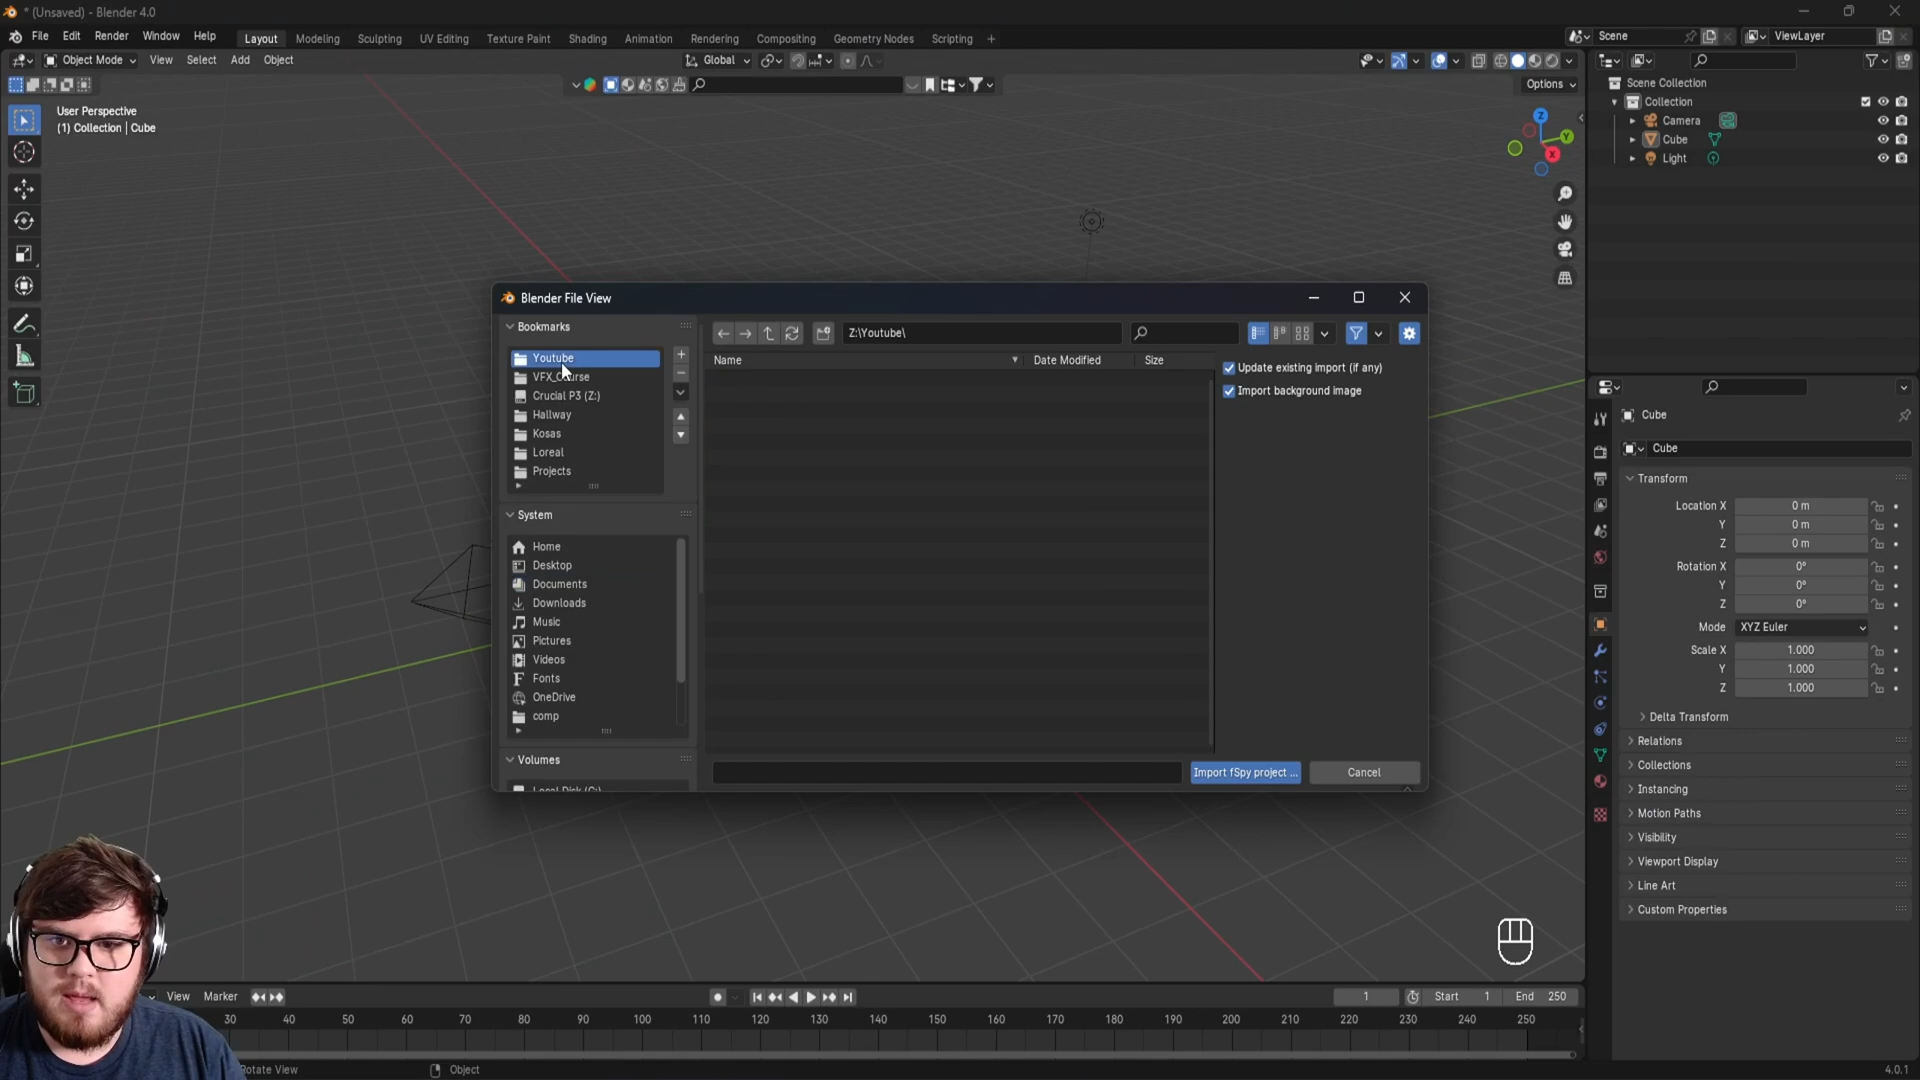 * (Unsaved) - Blender 4.0
File Edit Render Window Help
Layout Modeling Sculpting UV Editing Texture Paint Shading Animation Rendering Compositing Geometry Nodes Scripting +
Scene
ViewLayer
Object Mode View Select Add Object
Global
Options
User Perspective
(1) Collection | Cube
Z
Y
X
Scene Collection
Collection
Camera
Cube
Light
Blender File View
Bookmarks
Youtube
VFX_Course
Crucial P3 (Z:)
Hallway
Kosas
Loreal
Projects
System
Home
Desktop
Documents
Downloads
Music
Pictures
Videos
Fonts
OneDrive
comp
Volumes
Local Disk (C:)
Z:\Youtube\
Name Date Modified Size
Update existing import (if any)
Import background image
Import fSpy project ... Cancel
Cube
Cube
Transform
Location X 0 m
Y 0 m
Z 0 m
Rotation X 0°
Y 0°
Z 0°
Mode XYZ Euler
Scale X 1.000
Y 1.000
Z 1.000
Delta Transform
Relations
Collections
Instancing
Motion Paths
Visibility
Viewport Display
Line Art
Custom Properties
View Marker
1 Start 1 End 250
30 40 50 60 70 80 90 100 110 120 130 140 150 160 170 180 190 200 210 220 230 240 250
Rotate View
Object
4.0.1